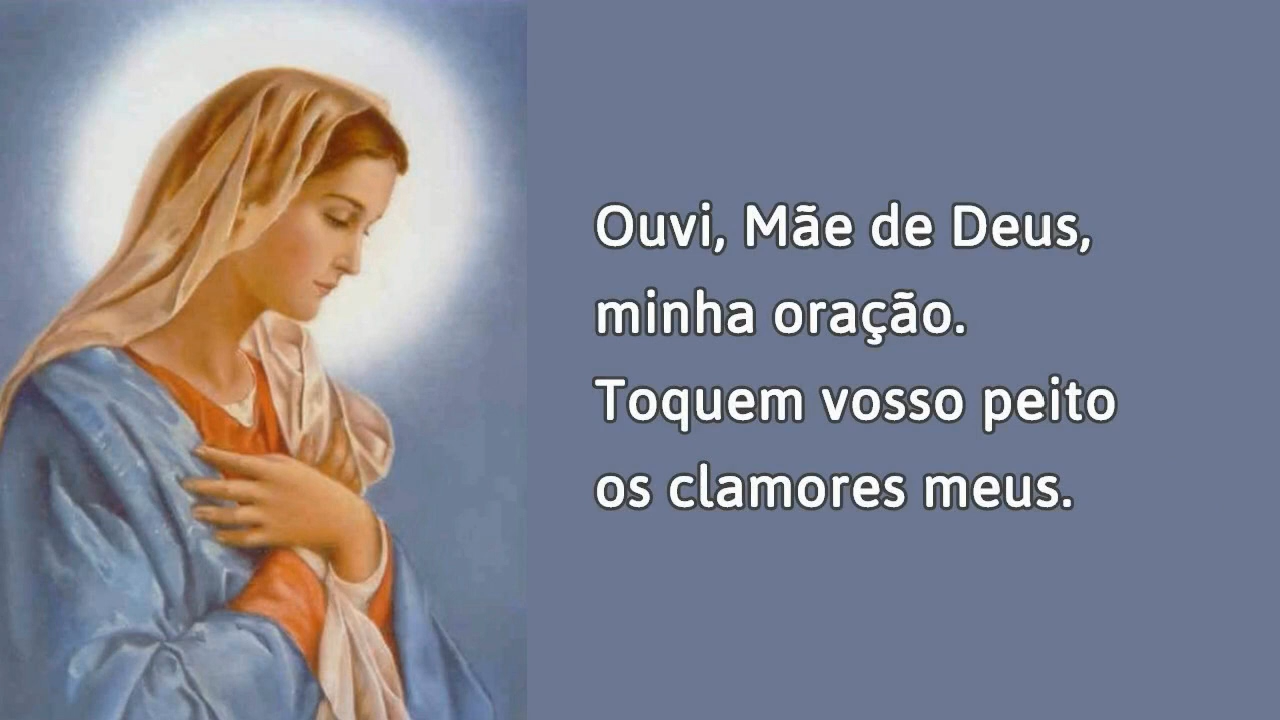 Ouvi, Mãe de Deus,
minha oração.
Toquem vosso peito
os clamores meus.